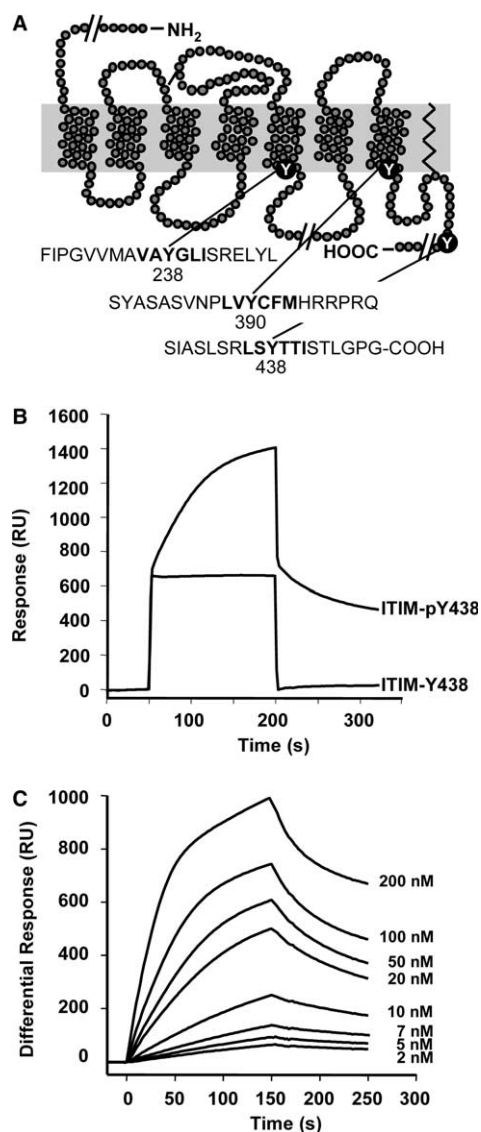 A
NH2
Y
Y
Y
HOOC
FIPGVVMAVAYGLISRELYL
238
SYASASVNPLVYCFMHRRPRQ
390
SIASLSRLSYTTISTLGPG-COOH
438
B
Response (RU)
1600
1400
1200
1000
800
600
400
200
0
ITIM-pY438
ITIM-Y438
0 100 200 300
Time (s)
C
Differential Response (RU)
1000
800
600
400
200
0
200 nM
100 nM
50 nM
20 nM
10 nM
7 nM
5 nM
2 nM
0 50 100 150 200 250 300
Time (s)